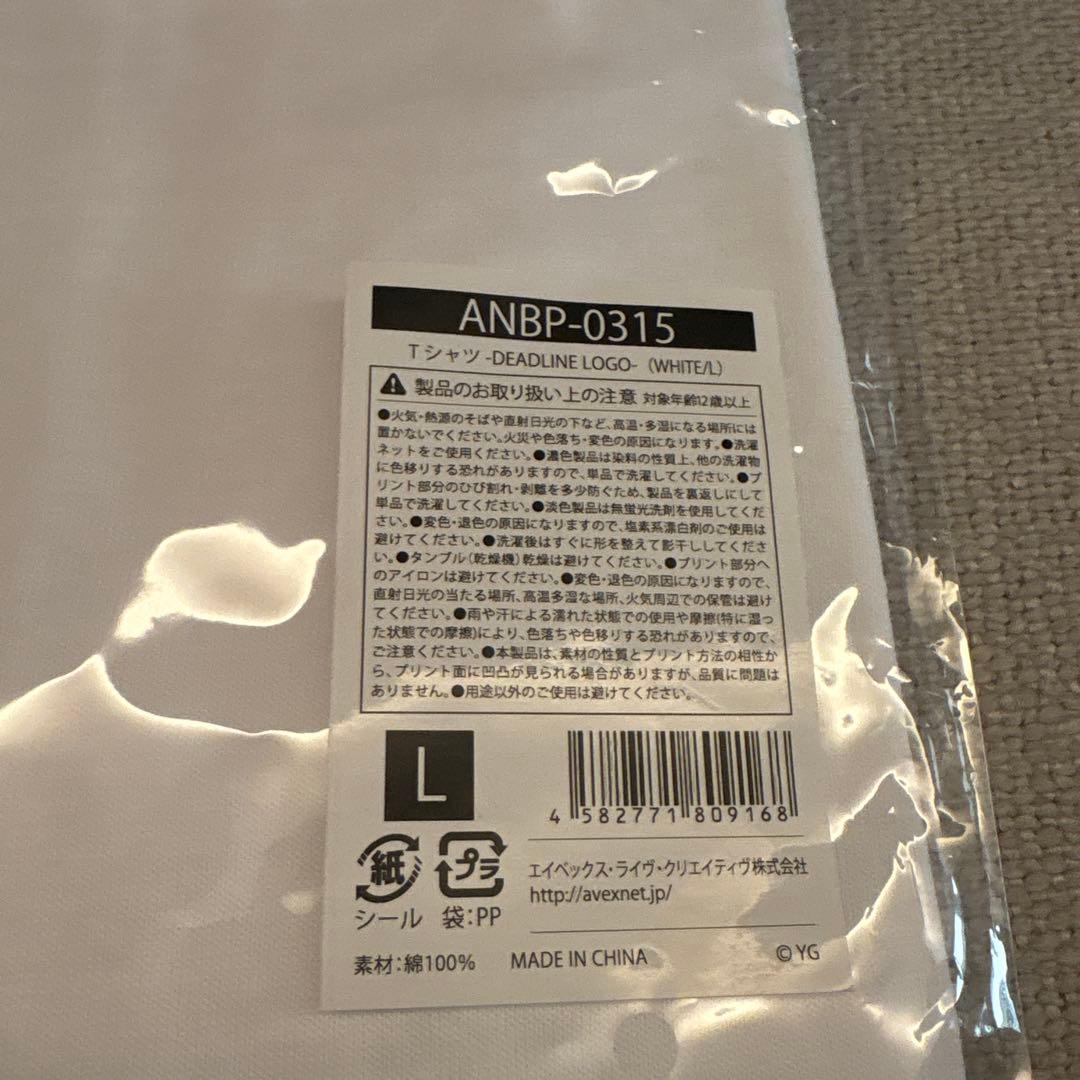 ANBP-0315
Tシャツ -DEADLINE LOGO-（WHITE/L）
製品のお取り扱い上の注意 対象年齢12歳以上
●火気・熱源のそばや直射日光の下など、高温・多湿になる場所には
置かないでください。火災や色落ち・変色の原因になります。●洗濯
ネットをご使用ください。●濃色製品は染料の性質上、他の洗濯物
に色移りする恐れがありますので、単品で洗濯してください。●プ
リント部分のひび割れ・剥離を多少防ぐため、製品を裏返しにして
単品で洗濯してください。●淡色製品は無蛍光洗剤を使用してくだ
さい。●変色・退色の原因になりますので、塩素系漂白剤のご使用は
避けてください。●洗濯後はすぐに形を整えて影干ししてくださ
い。●タンブル（乾燥機）乾燥は避けてください。●プリント部分へ
のアイロンは避けてください。●変色・退色の原因になりますので、
直射日光の当たる場所、高温多湿な場所、火気周辺での保管は避け
てください。●雨や汗による濡れた状態での使用や摩擦（特に湿っ
た状態での摩擦）により、色落ちや色移りする恐れがありますので、
ご注意ください。●本製品は、素材の性質とプリント方法の相性か
ら、プリント面に凹凸が見られる場合がありますが、品質に問題は
ありません。●用途以外のご使用は避けてください。
L
4 582771 809168
紙 プラ
シール 袋：PP
エイベックス・ライヴ・クリエイティヴ株式会社
http://avexnet.jp/
素材：綿100% MADE IN CHINA © YG